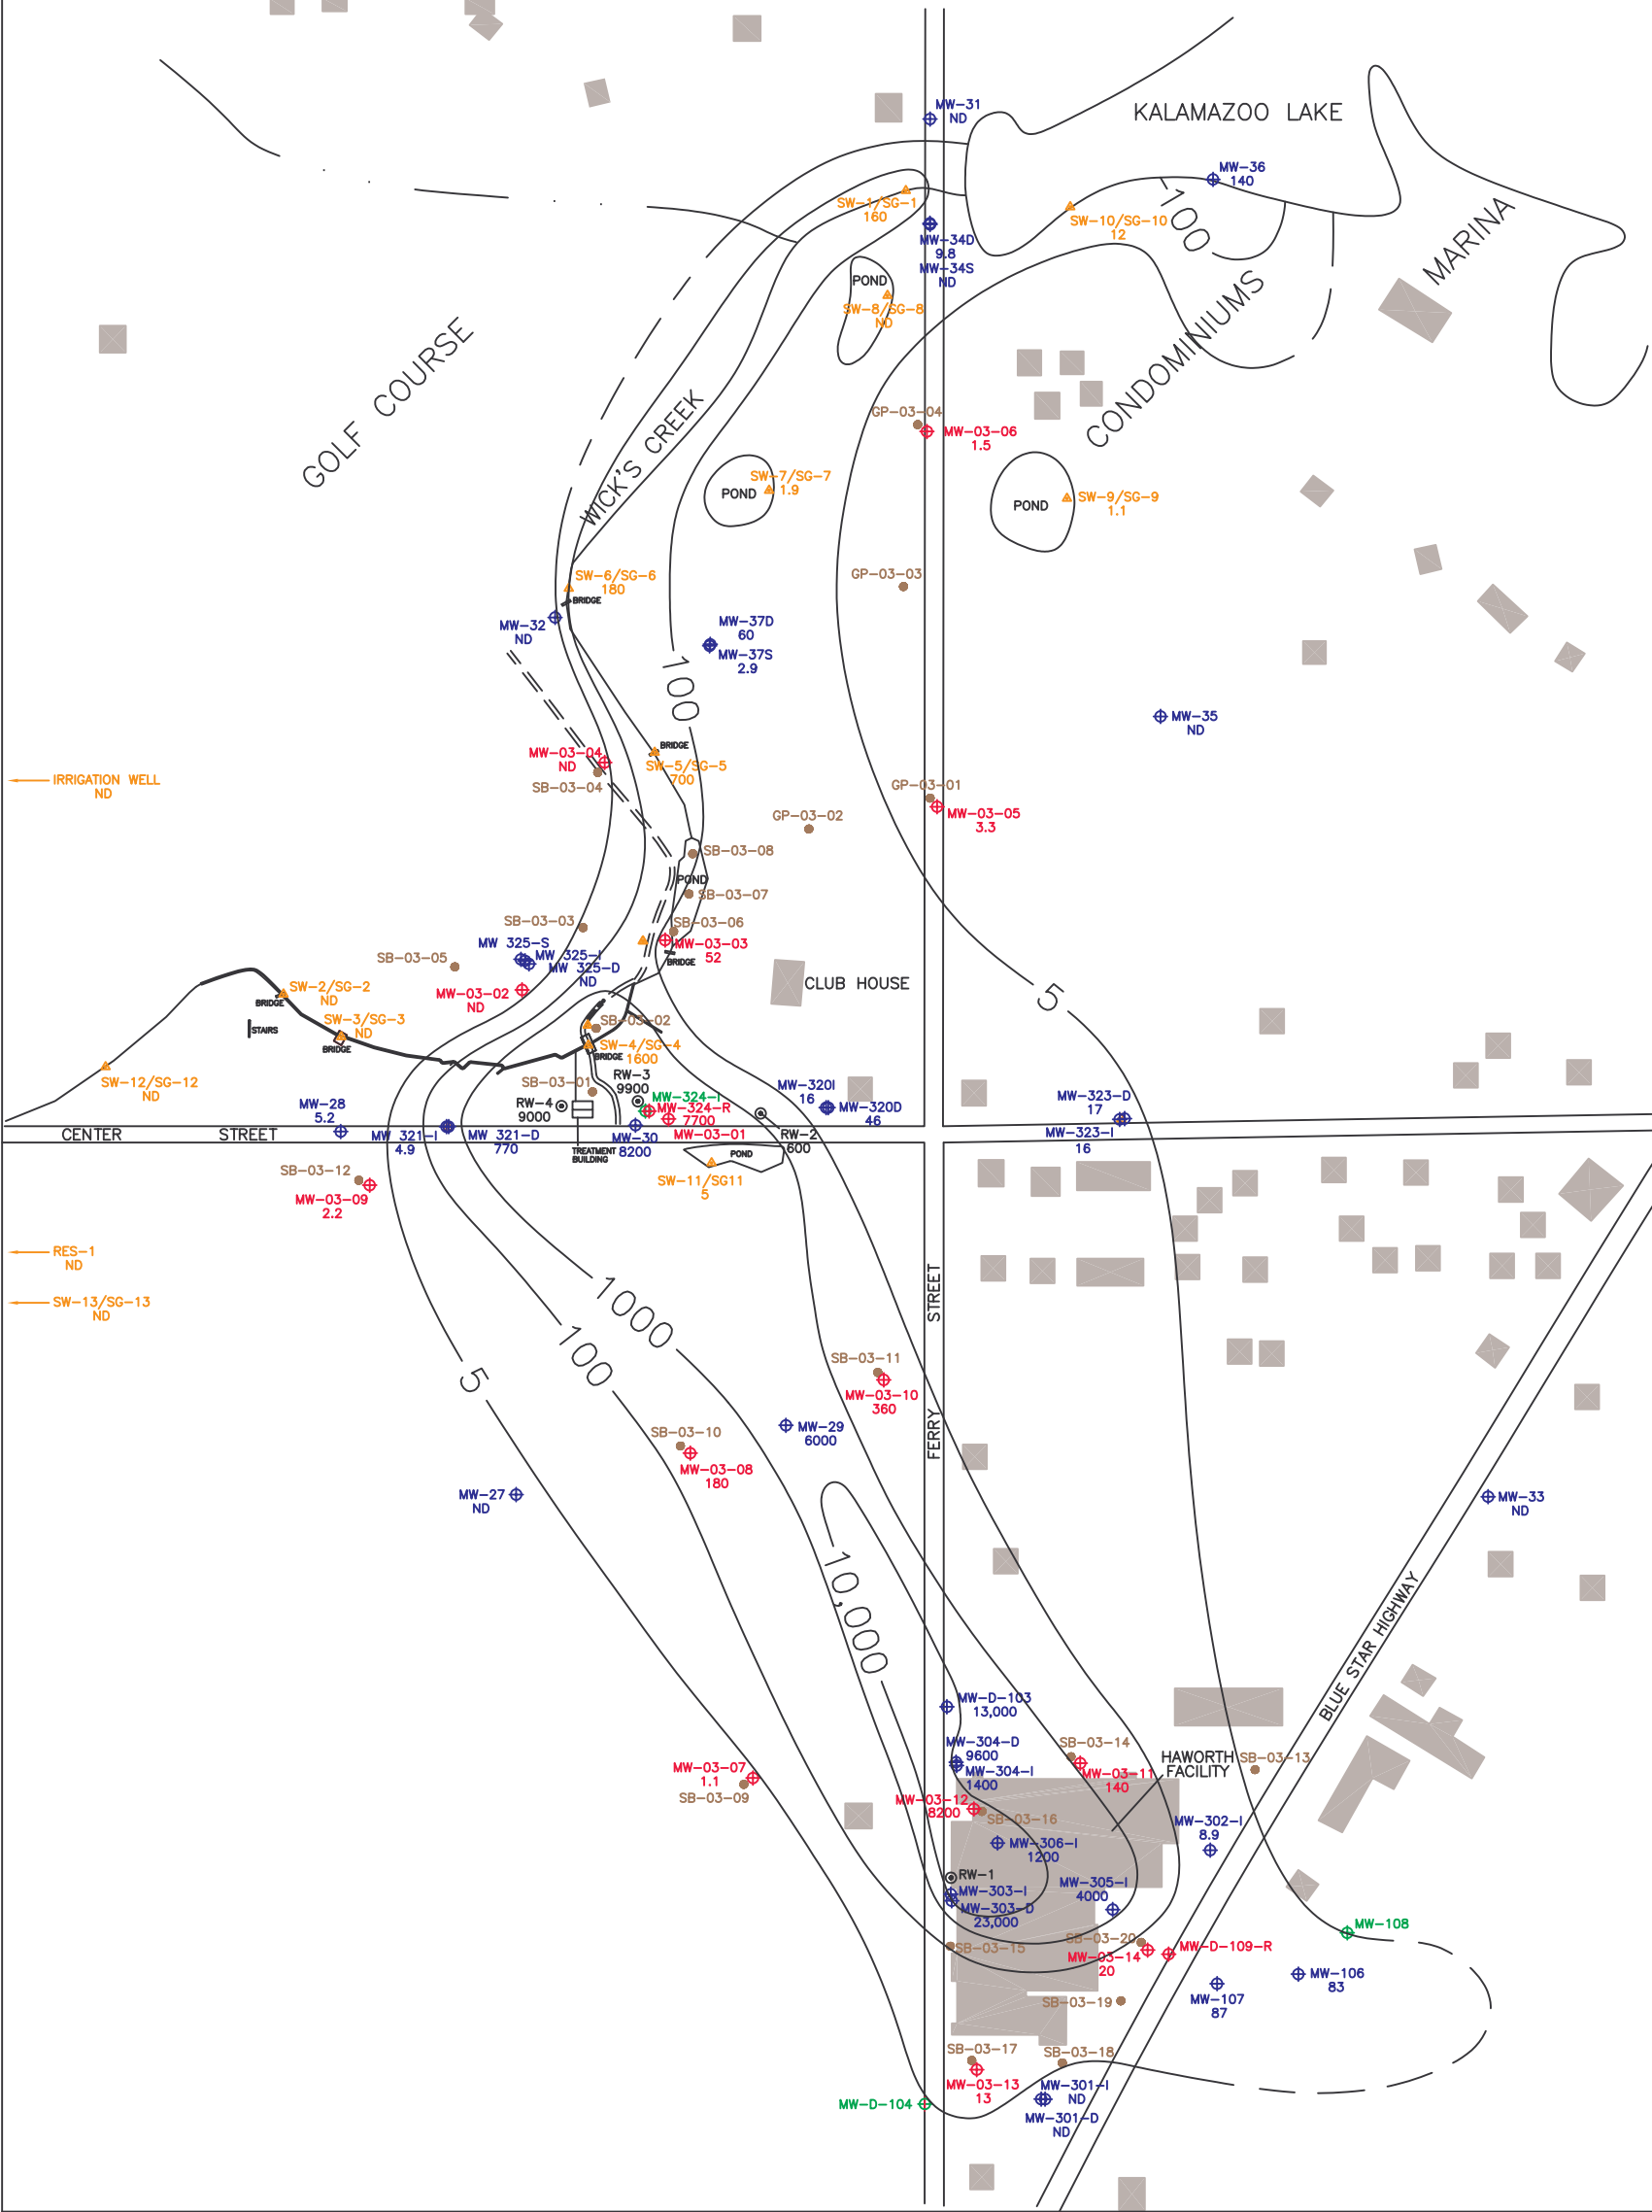 MW-31
ND
KALAMAZOO LAKE
MW-36
140
SW-1/SG-1
160
SW-10/SG-10
12
100
MARINA
MW-34D
9.8
MW-34S
ND
POND
SW-8/SG-8
ND
CONDOMINIUMS
GOLF COURSE
WICK'S CREEK
GP-03-04
MW-03-06
1.5
SW-7/SG-7
1.9
POND
SW-9/SG-9
1.1
POND
SW-6/SG-6
180
BRIDGE
GP-03-03
MW-32
ND
MW-37D
60
MW-37S
2.9
100
MW-35
ND
MW-03-04
ND
BRIDGE
SW-5/SG-5
700
SB-03-04
IRRIGATION WELL
ND
GP-03-01
MW-03-05
3.3
GP-03-02
SB-03-08
POND
SB-03-07
SB-03-03
SB-03-06
MW 325-S
MW 325-I
MW 325-D
ND
MW-03-03
52
BRIDGE
SB-03-05
CLUB HOUSE
5
SW-2/SG-2
ND
BRIDGE
MW-03-02
ND
STAIRS
SW-3/SG-3
ND
BRIDGE
SB-03-02
SW-4/SG-4
1600
BRIDGE
SW-12/SG-12
ND
SB-03-01
RW-3
9900
MW-320I
16
MW-320D
46
MW-323-D
17
MW-323-I
16
MW-28
5.2
RW-4
9000
MW-324-I
MW-324-R
7700
MW-03-01
RW-2
600
CENTER STREET
MW 321-I
4.9
MW 321-D
770
MW-30
8200
TREATMENT
BUILDING
POND
SW-11/SG11
5
SB-03-12
MW-03-09
2.2
RES-1
ND
SW-13/SG-13
ND
1000
100
5
FERRY STREET
SB-03-11
MW-03-10
360
MW-29
6000
SB-03-10
MW-03-08
180
MW-27
ND
MW-33
ND
10,000
BLUE STAR HIGHWAY
MW-D-103
13,000
MW-304-D
9600
MW-304-I
1400
SB-03-14
MW-03-11
140
HAWORTH
FACILITY
SB-03-13
MW-03-07
1.1
SB-03-09
MW-03-12
8200
SB-03-16
MW-306-I
1200
MW-302-I
8.9
RW-1
MW-303-I
MW-303-D
23,000
MW-305-I
4000
MW-108
SB-03-15
SB-03-20
MW-03-14
20
MW-D-109-R
MW-106
83
MW-107
87
SB-03-19
SB-03-17
SB-03-18
MW-03-13
13
MW-301-I
ND
MW-D-104
MW-301-D
ND